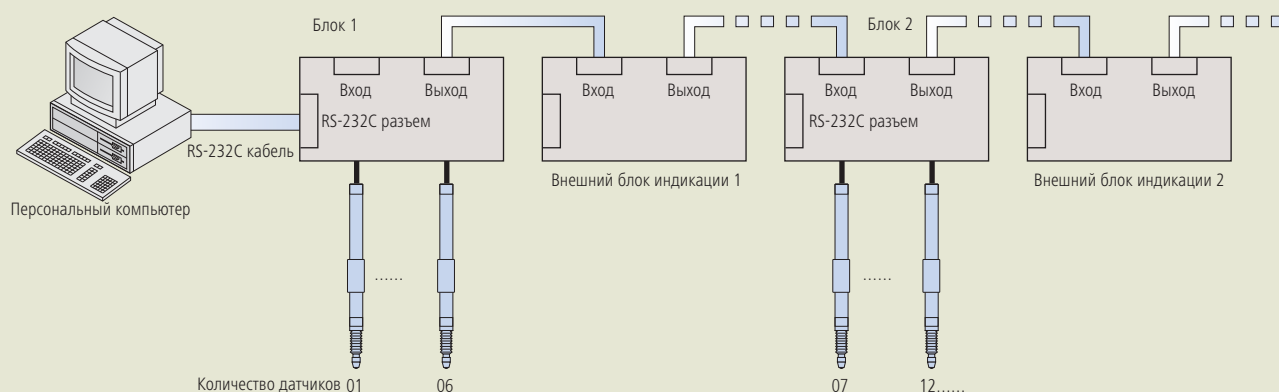 Блок 1
Блок 2
Вход
Выход
Вход
Выход
Вход
Выход
Вход
Выход
RS-232C разъем
RS-232C разъем
RS-232C кабель
Внешний блок индикации 1
Внешний блок индикации 2
Персональный компьютер
......
......
Количество датчиков 01
06
07
12......